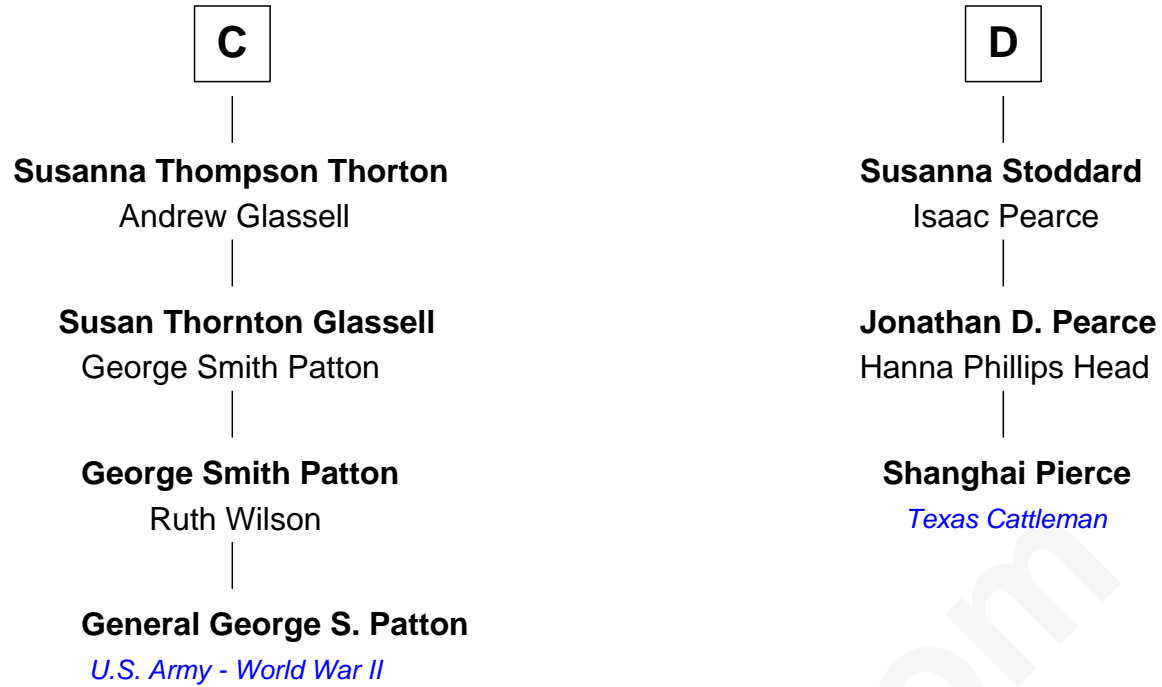 C
Susanna Thompson Thorton
Andrew Glassell
Susan Thornton Glassell
George Smith Patton
George Smith Patton
Ruth Wilson
General George S. Patton
U.S. Army - World War II
D
Susanna Stoddard
Isaac Pearce
Jonathan D. Pearce
Hanna Phillips Head
Shanghai Pierce
Texas Cattleman
om